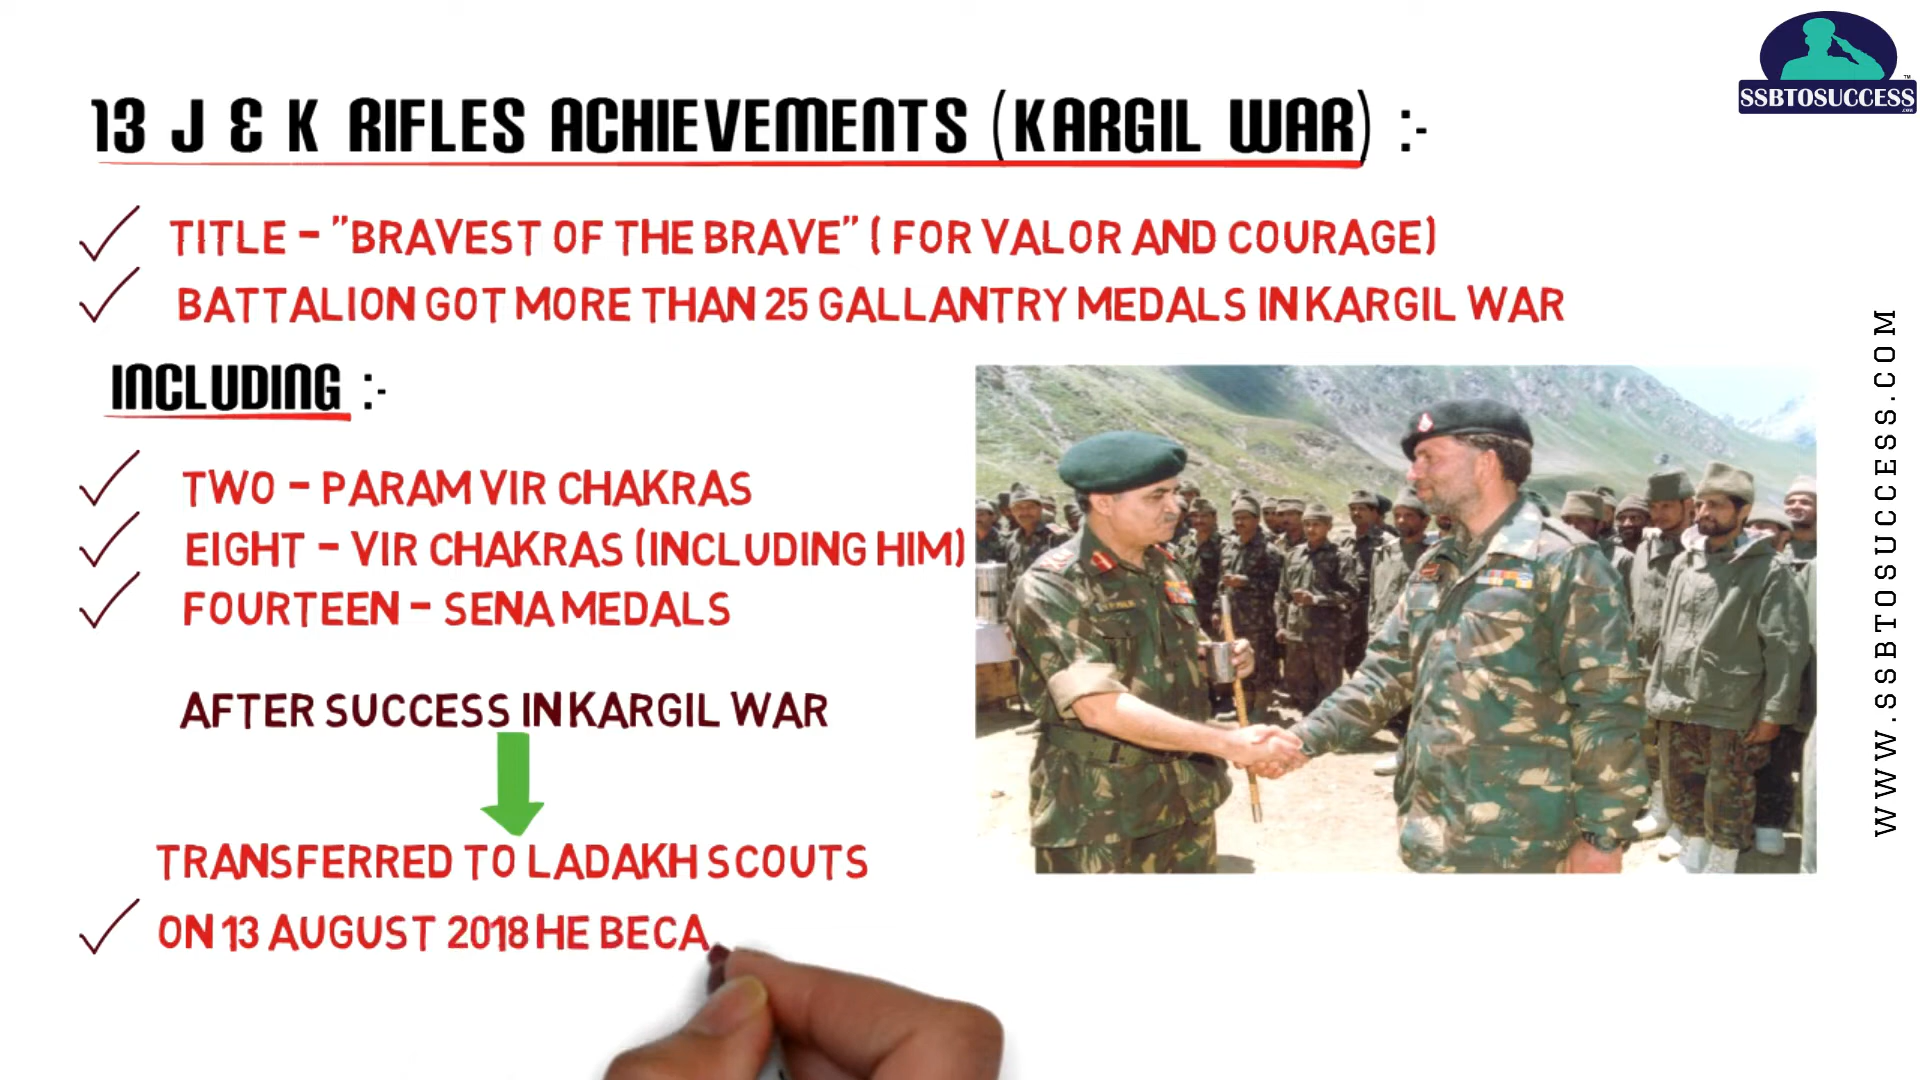 SSBTOSUCCESS
13 J & K RIFLES ACHIEVEMENTS (KARGIL WAR) :-
TITLE - "BRAVEST OF THE BRAVE" ( FOR VALOR AND COURAGE)
BATTALION GOT MORE THAN 25 GALLANTRY MEDALS IN KARGIL WAR
INCLUDING :-
TWO - PARAM VIR CHAKRAS
EIGHT - VIR CHAKRAS (INCLUDING HIM)
FOURTEEN - SENA MEDALS
AFTER SUCCESS IN KARGIL WAR
TRANSFERRED TO LADAKH SCOUTS
ON 13 AUGUST 2018 HE BECA
WWW.SSBTOSUCCESS.COM